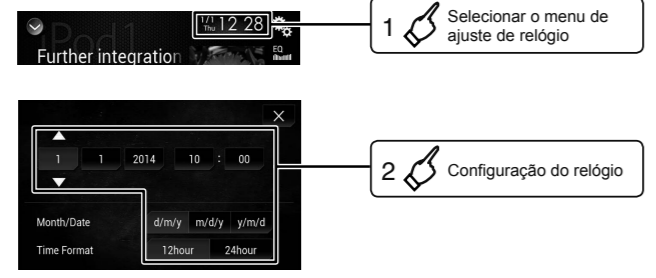 1/1
Thu
12 28
iPod1
EQ
Further integration
1 Selecionar o menu de
ajuste de relógio
1 1 2014 10 : 00
2 Configuração do relógio
Month/Date d/m/y m/d/y y/m/d
Time Format 12hour 24hour